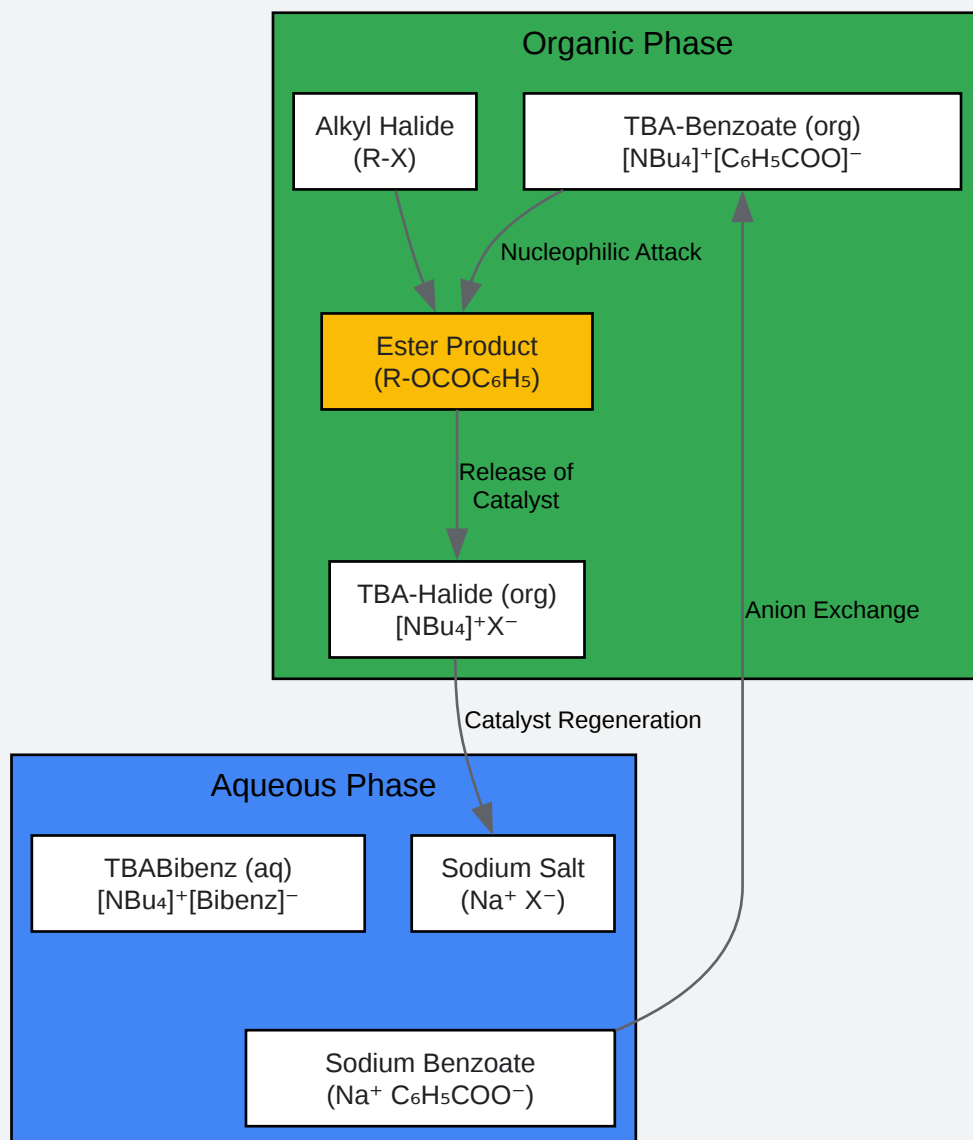 Organic Phase
Alkyl Halide
(R-X)
TBA-Benzoate (org)
[NBu₄]⁺[C₆H₅COO]⁻
Nucleophilic Attack
Ester Product
(R-OCOC₆H₅)
Release of
Catalyst
TBA-Halide (org)
[NBu₄]⁺X⁻
Anion Exchange
Catalyst Regeneration
Aqueous Phase
TBABibenz (aq)
[NBu₄]⁺[Bibenz]⁻
Sodium Salt
(Na⁺ X⁻)
Sodium Benzoate
(Na⁺ C₆H₅COO⁻)